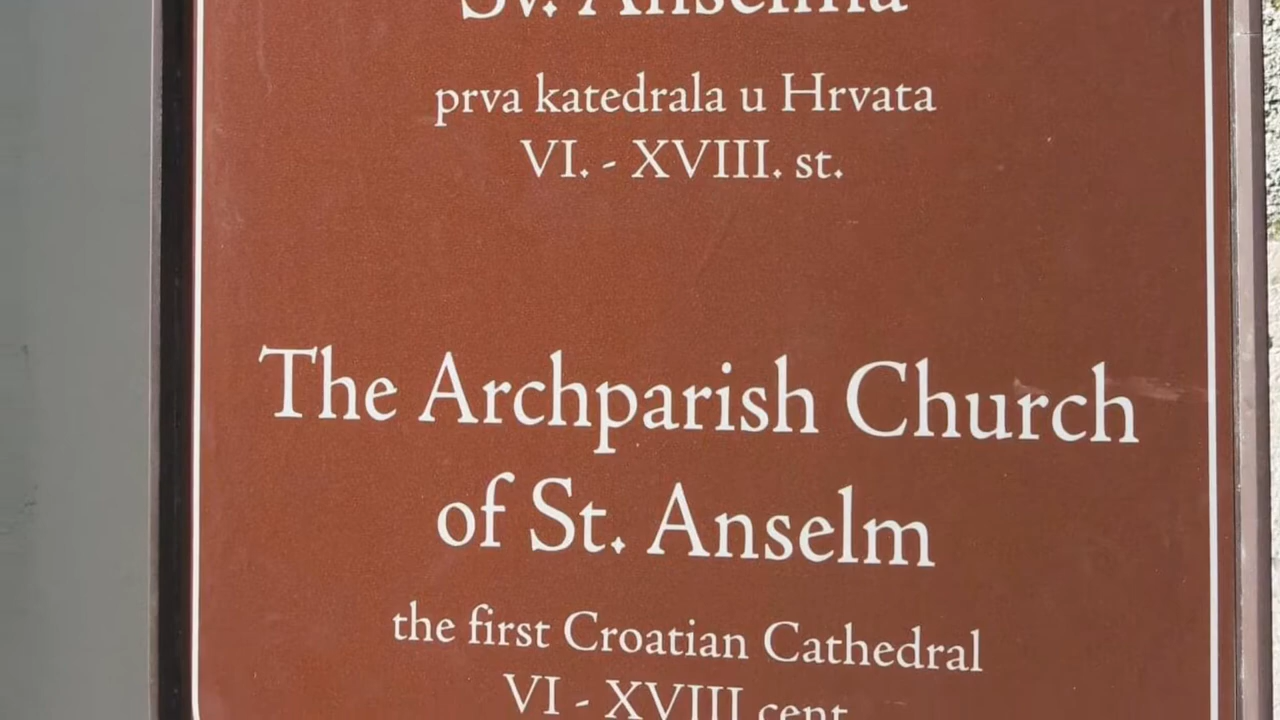 Sv. Anselma
prva katedrala u Hrvata
VI. - XVIII. st.
The Archparish Church
of St. Anselm
the first Croatian Cathedral
VI - XVIII cent.